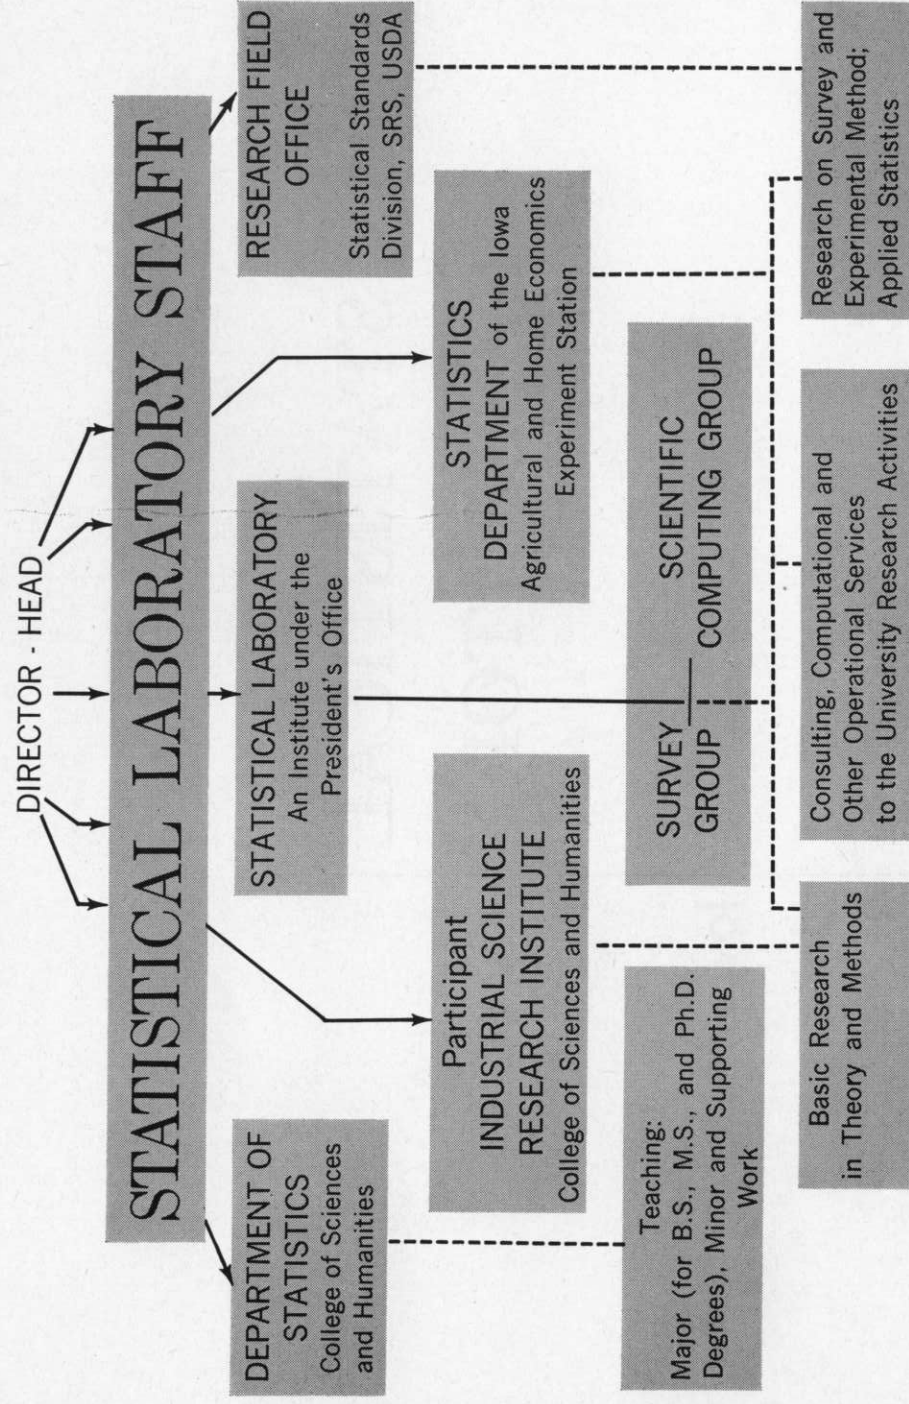 DIRECTOR - HEAD
STATISTICAL LABORATORY STAFF
DEPARTMENT OF
STATISTICS
College of Sciences
and Humanities
STATISTICAL LABORATORY
An Institute under the
President's Office
RESEARCH FIELD
OFFICE
Statistical Standards
Division, SRS, USDA
Participant
INDUSTRIAL SCIENCE
RESEARCH INSTITUTE
College of Sciences and Humanities
STATISTICS
DEPARTMENT of the Iowa
Agricultural and Home Economics
Experiment Station
Teaching:
Major (for B.S., M.S., and Ph.D.
Degrees), Minor and Supporting
Work
SURVEY
GROUP
SCIENTIFIC
COMPUTING GROUP
Basic Research
in Theory and Methods
Consulting, Computational and
Other Operational Services
to the University Research Activities
Research on Survey and
Experimental Method;
Applied Statistics